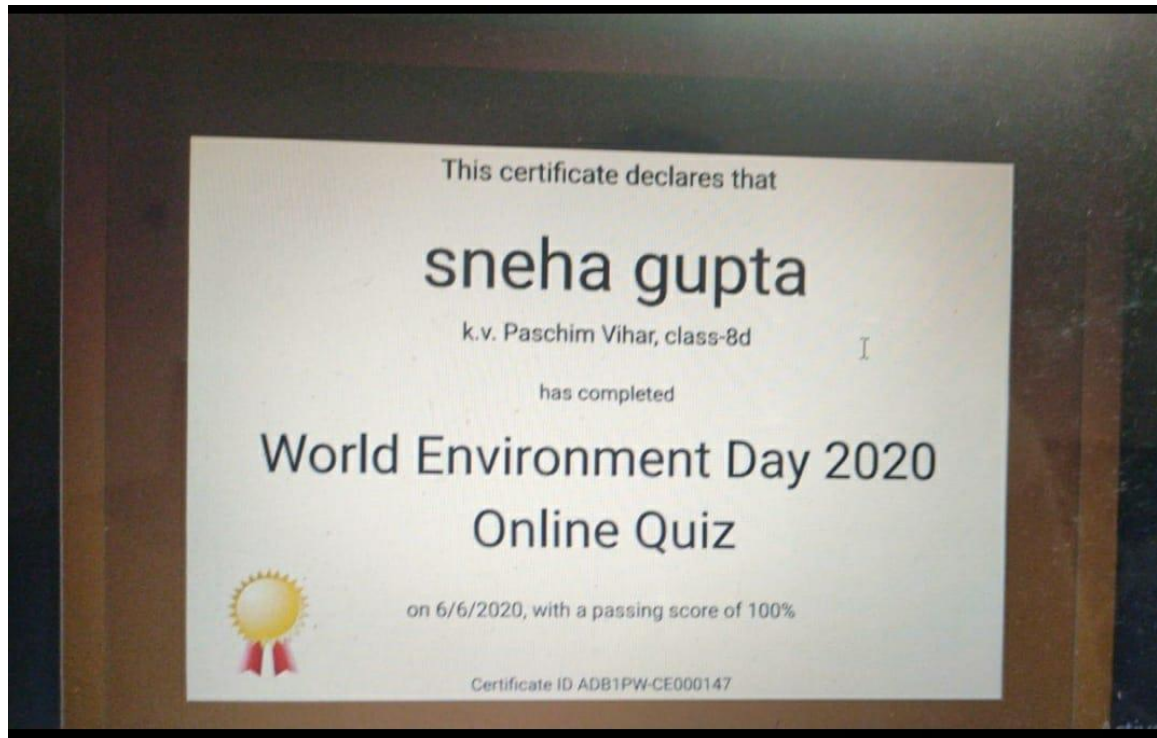 This certificate declares that
sneha gupta
k.v. Paschim Vihar, class-8d
has completed
World Environment Day 2020
Online Quiz
on 6/6/2020, with a passing score of 100%
Certificate ID ADB1PW-CE000147